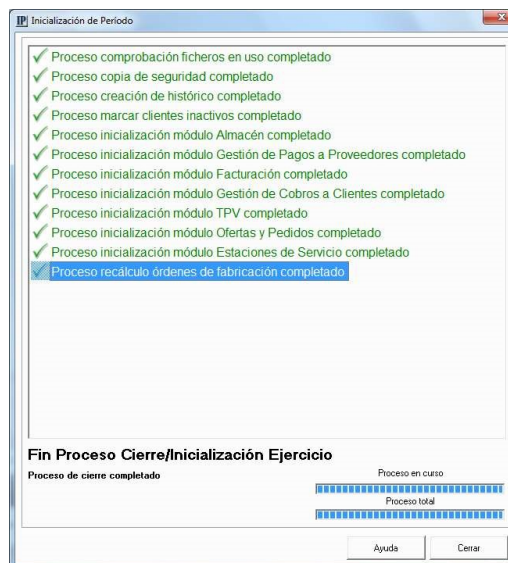 IP Inicialización de Período
Proceso comprobación ficheros en uso completado
Proceso copia de seguridad completado
Proceso creación de histórico completado
Proceso marcar clientes inactivos completado
Proceso inicialización módulo Almacén completado
Proceso inicialización módulo Gestión de Pagos a Proveedores completado
Proceso inicialización módulo Facturación completado
Proceso inicialización módulo Gestión de Cobros a Clientes completado
Proceso inicialización módulo TPV completado
Proceso inicialización módulo Ofertas y Pedidos completado
Proceso inicialización módulo Estaciones de Servicio completado
Proceso recálculo órdenes de fabricación completado
Fin Proceso Cierre/Inicialización Ejercicio
Proceso de cierre completado
Proceso en curso
Proceso total
Ayuda
Cerrar